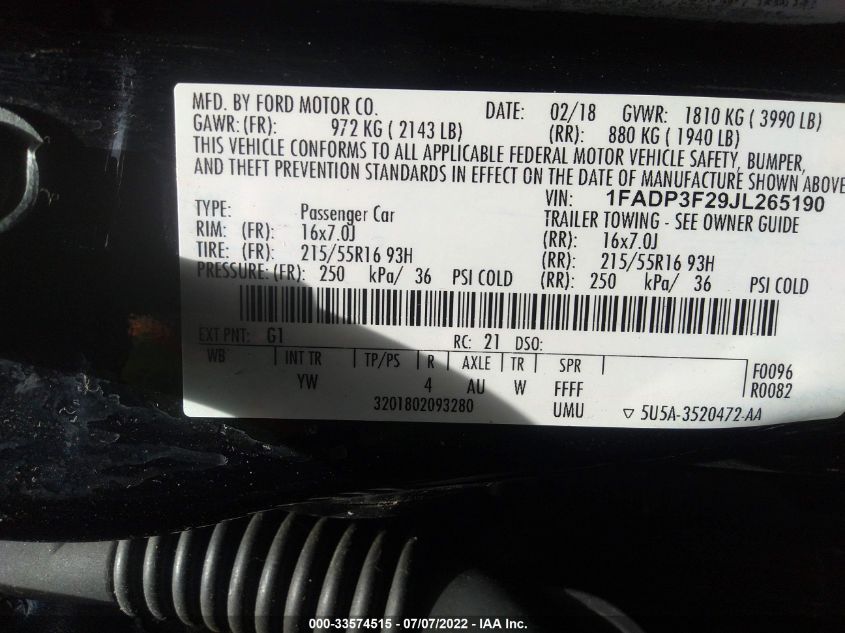 MFD. BY FORD MOTOR CO. DATE: 02/18 GVWR: 1810 KG ( 3990 LB)
GAWR: (FR): 972 KG ( 2143 LB) (RR): 880 KG ( 1940 LB)
THIS VEHICLE CONFORMS TO ALL APPLICABLE FEDERAL MOTOR VEHICLE SAFETY, BUMPER,
AND THEFT PREVENTION STANDARDS IN EFFECT ON THE DATE OF MANUFACTURE SHOWN ABOVE
VIN: 1FADP3F29JL265190
TYPE: Passenger Car TRAILER TOWING - SEE OWNER GUIDE
RIM: (FR): 16x7.0J (RR): 16x7.0J
TIRE: (FR): 215/55R16 93H (RR): 215/55R16 93H
PRESSURE: (FR): 250 kPa/ 36 PSI COLD (RR): 250 kPa/ 36 PSI COLD
EXT PNT: G1 RC: 21 DSO:
WB INT TR TP/PS R AXLE TR SPR F0096
YW 4 AU W FFFF R0082
3201802093280 UMU ▽ 5U5A-3520472-AA
000-33574515 - 07/07/2022 - IAA Inc.